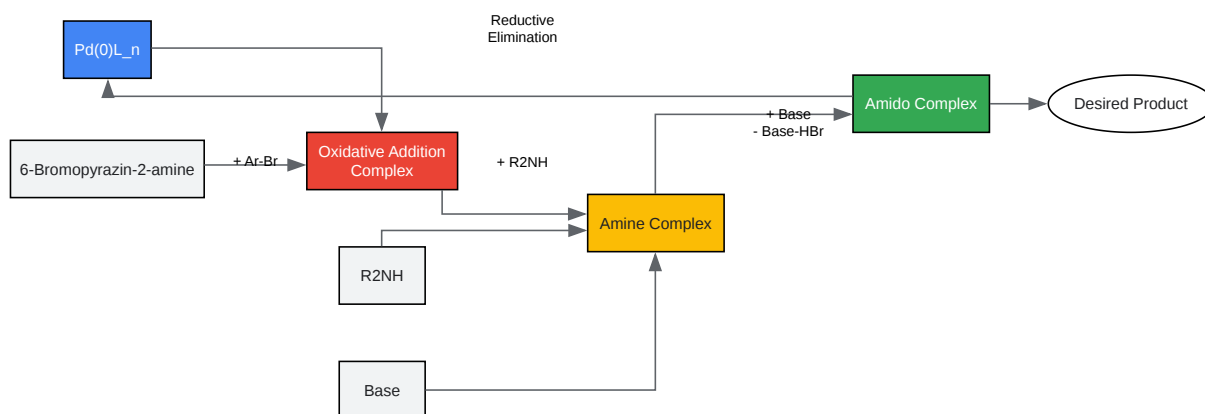 Reductive
Elimination
Pd(0)L_n
Amido Complex
Desired Product
+ Base
- Base-HBr
Oxidative Addition
Complex
6-Bromopyrazin-2-amine
+ Ar-Br
+ R2NH
Amine Complex
R2NH
Base